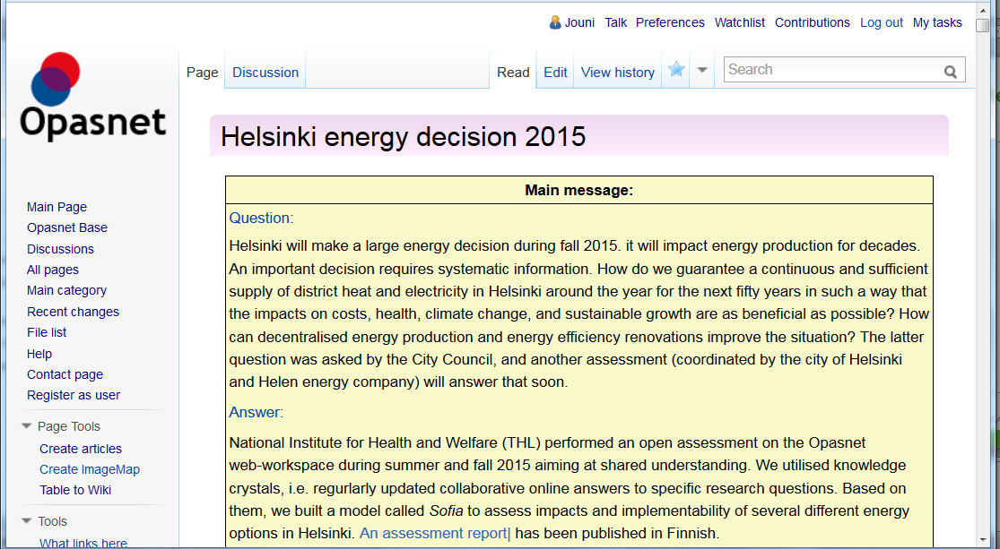 Jouni Talk Preferences Watchlist Contributions Log out My tasks
Opasnet
Page Discussion Read Edit View history Search
Helsinki energy decision 2015
Main Page
Opasnet Base
Discussions
All pages
Main category
Recent changes
File list
Help
Contact page
Register as user
Page Tools
Create articles
Create ImageMap
Table to Wiki
Tools
What links here
Main message:
Question:
Helsinki will make a large energy decision during fall 2015. it will impact energy production for decades.
An important decision requires systematic information. How do we guarantee a continuous and sufficient
supply of district heat and electricity in Helsinki around the year for the next fifty years in such a way that
the impacts on costs, health, climate change, and sustainable growth are as beneficial as possible? How
can decentralised energy production and energy efficiency renovations improve the situation? The latter
question was asked by the City Council, and another assessment (coordinated by the city of Helsinki
and Helen energy company) will answer that soon.
Answer:
National Institute for Health and Welfare (THL) performed an open assessment on the Opasnet
web-workspace during summer and fall 2015 aiming at shared understanding. We utilised knowledge
crystals, i.e. regurlarly updated collaborative online answers to specific research questions. Based on
them, we built a model called Sofia to assess impacts and implementability of several different energy
options in Helsinki. An assessment report| has been published in Finnish.